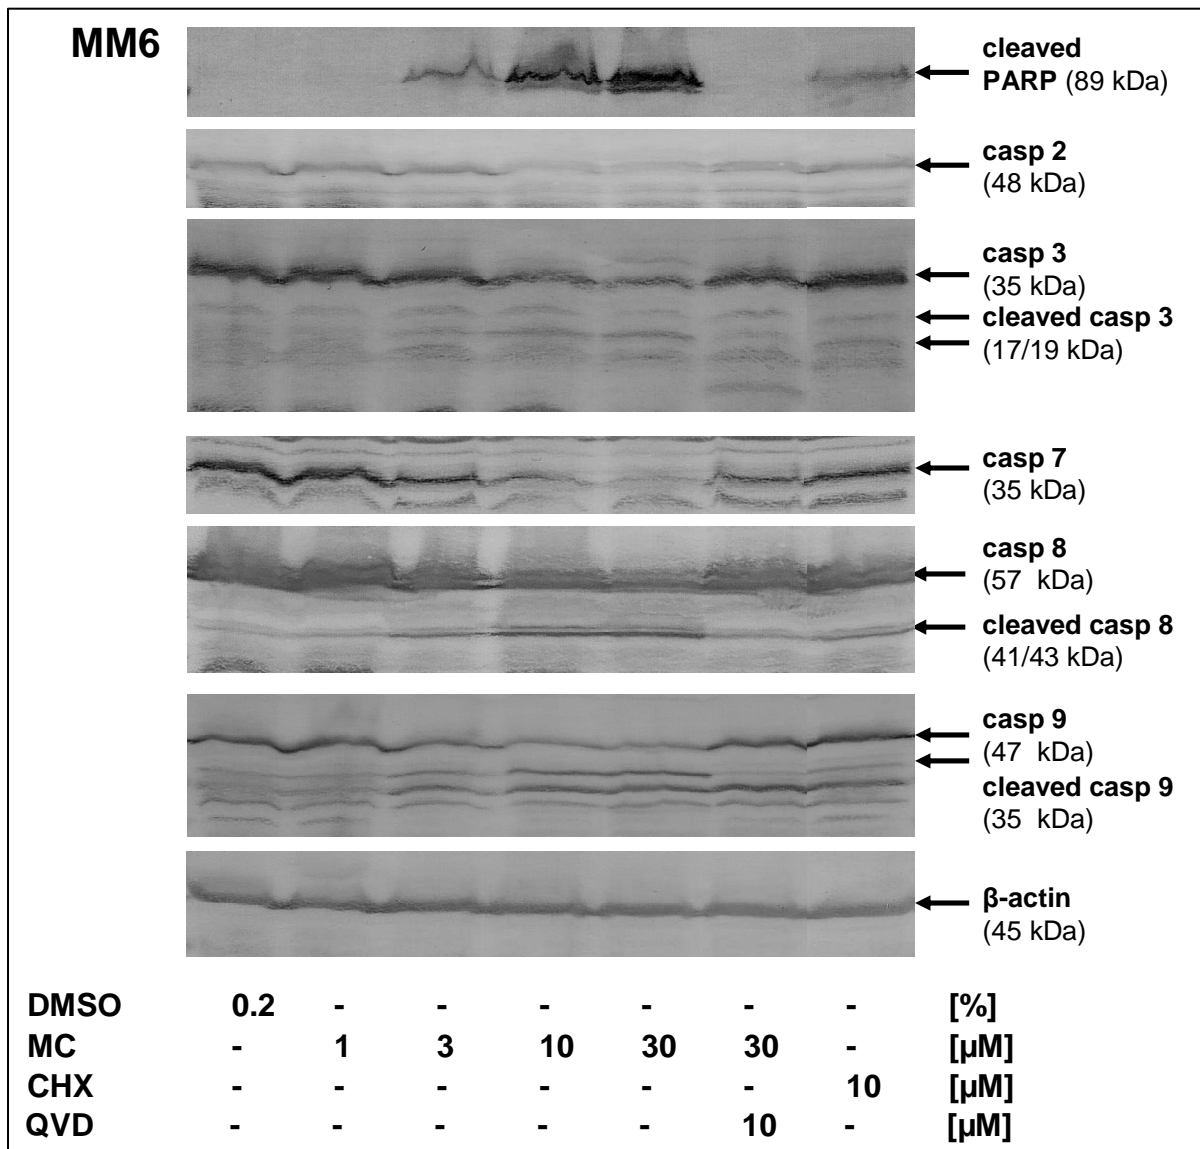 MM6
cleaved
PARP (89 kDa)
casp 2
(48 kDa)
casp 3
(35 kDa)
cleaved casp 3
(17/19 kDa)
casp 7
(35 kDa)
casp 8
(57 kDa)
cleaved casp 8
(41/43 kDa)
casp 9
(47 kDa)
cleaved casp 9
(35 kDa)
β-actin
(45 kDa)
DMSO 0.2 - - - - - - [%]
MC - 1 3 10 30 30 - [µM]
CHX - - - - - - 10 [µM]
QVD - - - - - 10 - [µM]